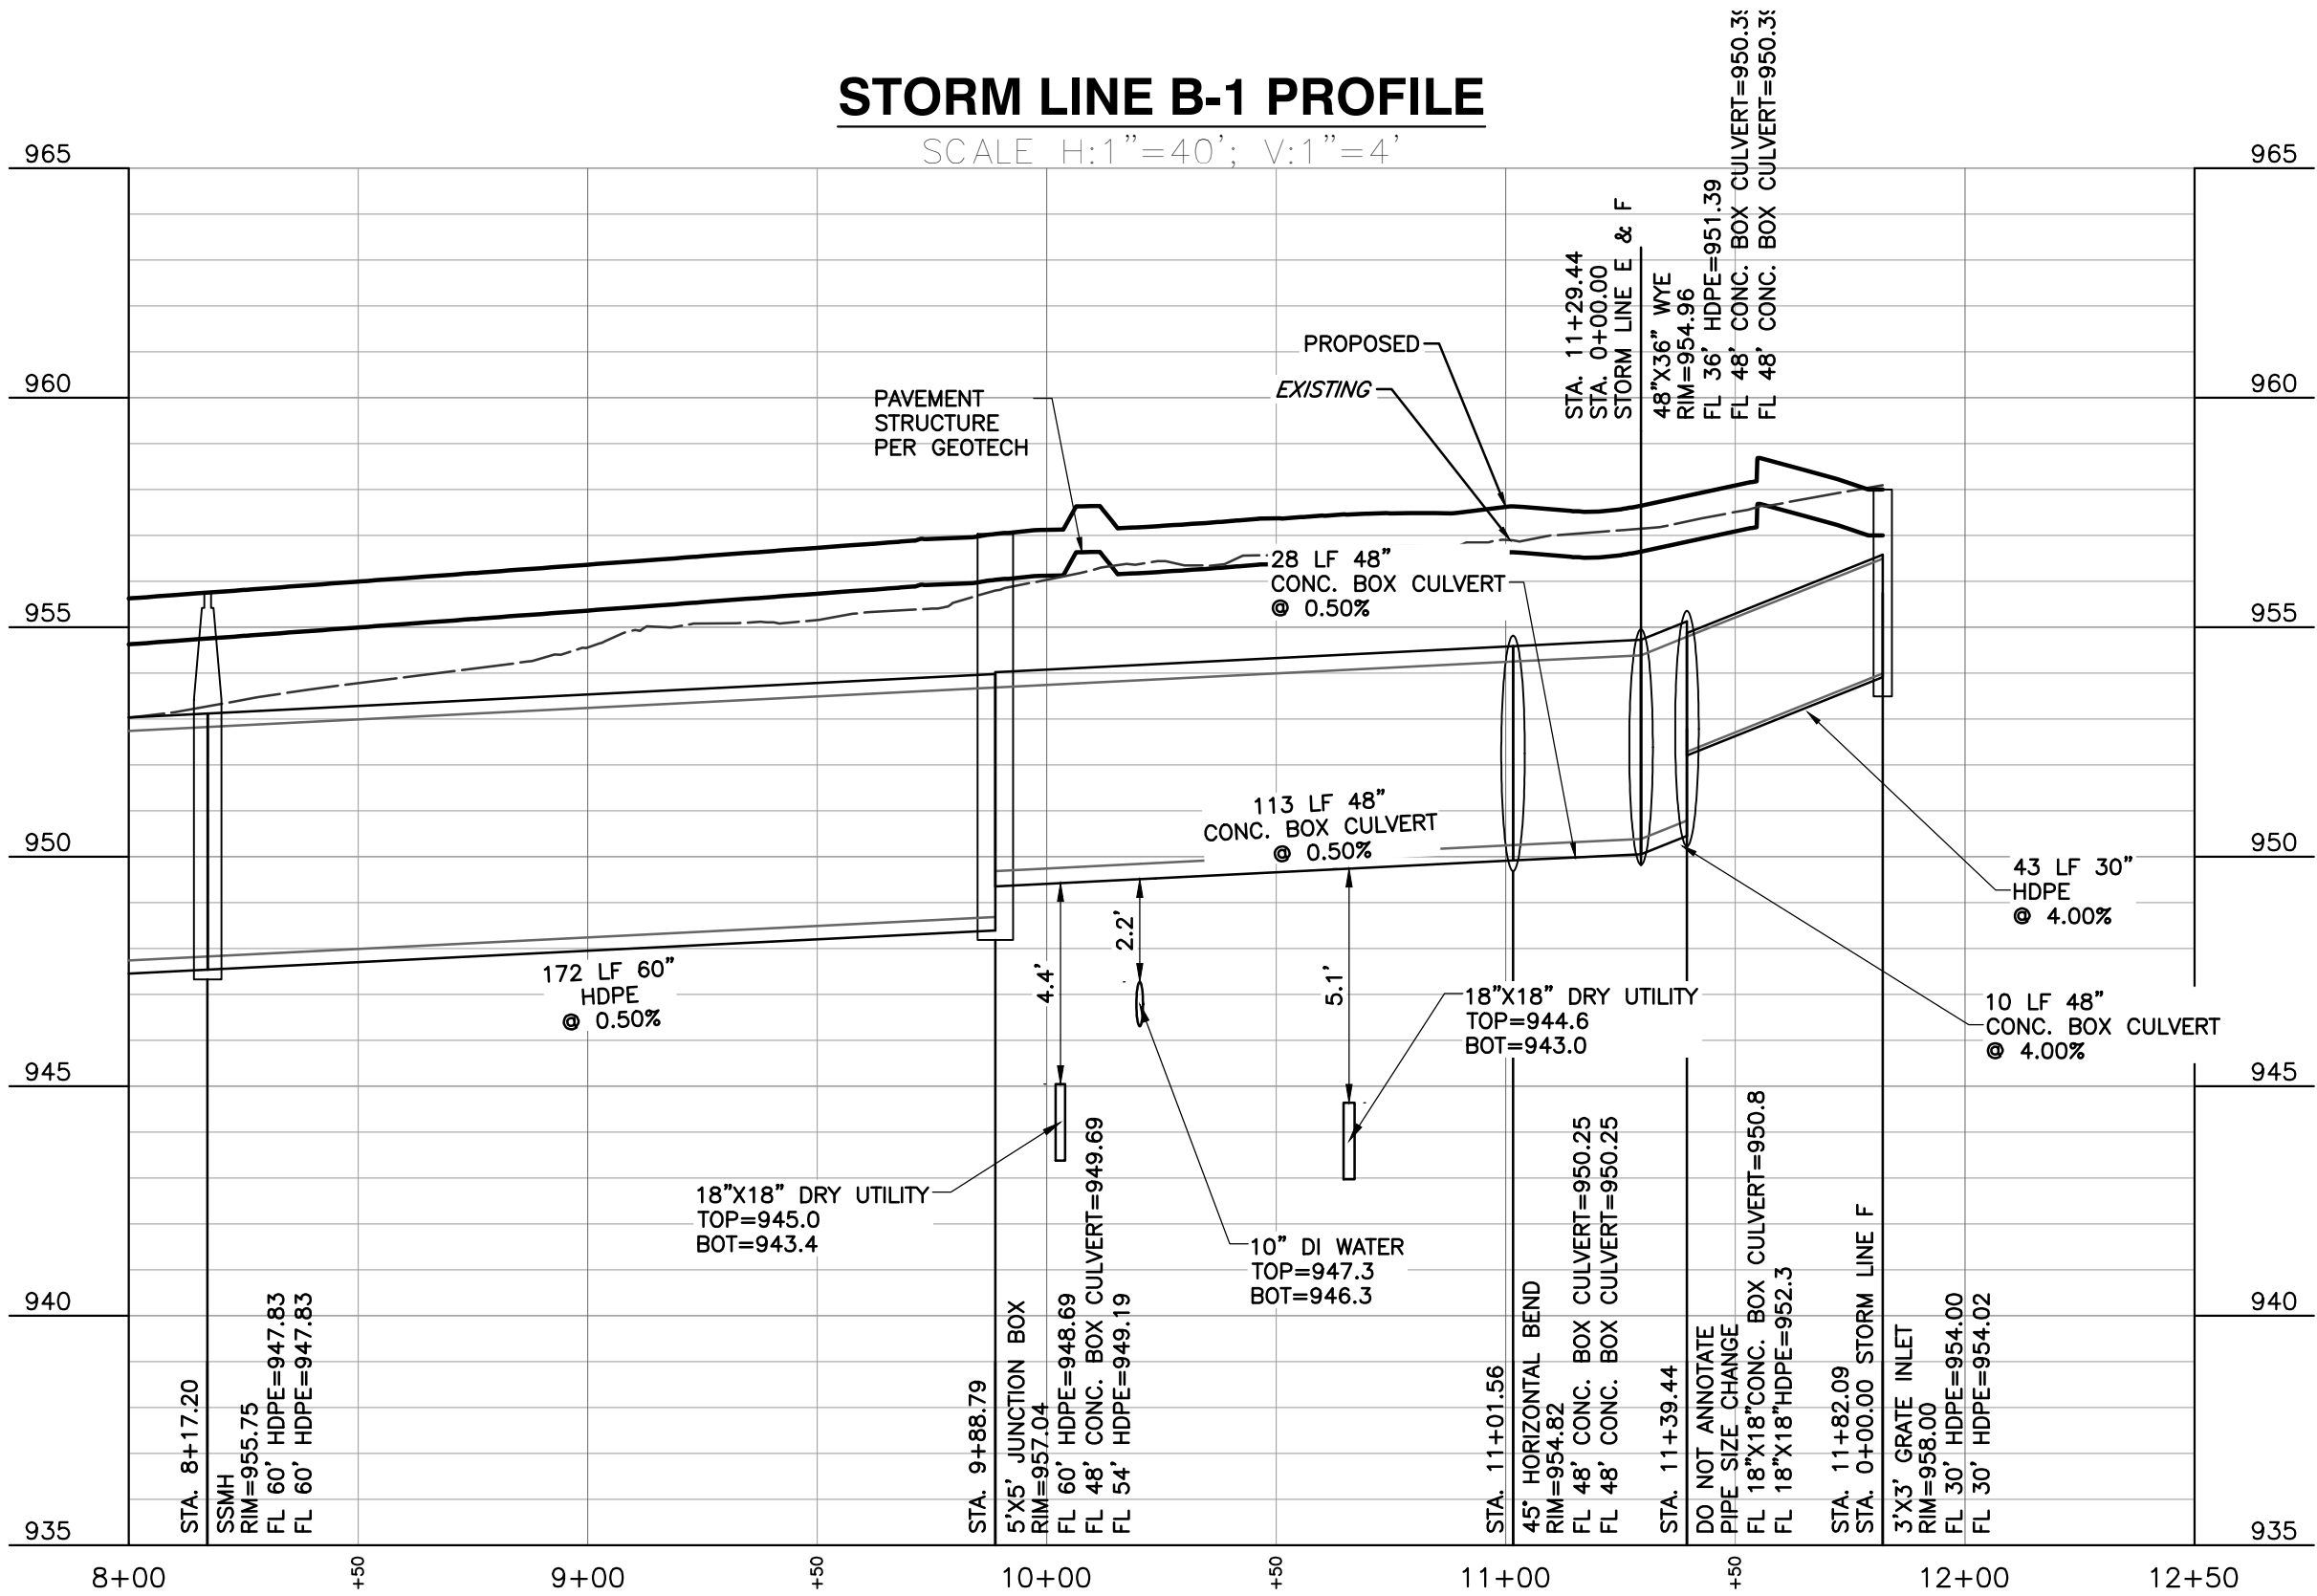 STORM LINE B-1 PROFILE
SCALE H:1"=40'; V:1"=4'
965
965
960
960
955
955
950
950
945
945
940
940
935
935
PROPOSED
EXISTING
PAVEMENT
STRUCTURE
PER GEOTECH
STA. 11+29.44
STA. 0+00.00
STORM LINE E & F
48"X36" WYE
RIM=954.96
FL 36' HDPE=951.39
FL 48' CONC. BOX CULVERT=950.39
FL 48' CONC. BOX CULVERT=950.39
28 LF 48"
CONC. BOX CULVERT
@ 0.50%
113 LF 48"
CONC. BOX CULVERT
@ 0.50%
43 LF 30"
HDPE
@ 4.00%
172 LF 60"
HDPE
@ 0.50%
4.4'
2.2'
5.1'
18"X18" DRY UTILITY
TOP=944.6
BOT=943.0
10 LF 48"
CONC. BOX CULVERT
@ 4.00%
18"X18" DRY UTILITY
TOP=945.0
BOT=943.4
10" DI WATER
TOP=947.3
BOT=946.3
STA. 8+17.20
SSMH
RIM=955.75
FL 60' HDPE=947.83
FL 60' HDPE=947.83
STA. 9+88.79
5'X5' JUNCTION BOX
RIM=957.04
FL 60' HDPE=948.69
FL 48' CONC. BOX CULVERT=949.69
FL 54' HDPE=949.19
STA. 11+01.56
45° HORIZONTAL BEND
RIM=954.82
FL 48' CONC. BOX CULVERT=950.25
FL 48' CONC. BOX CULVERT=950.25
STA. 11+39.44
DO NOT ANNOTATE
PIPE SIZE CHANGE
FL 18"X18"CONC. BOX CULVERT=950.8
FL 18"X18"HDPE=952.3
STA. 11+82.09
STA. 0+00.00 STORM LINE F
3'X3' GRATE INLET
RIM=958.00
FL 30' HDPE=954.00
FL 30' HDPE=954.02
8+00
+50
9+00
+50
10+00
+50
11+00
+50
12+00
12+50